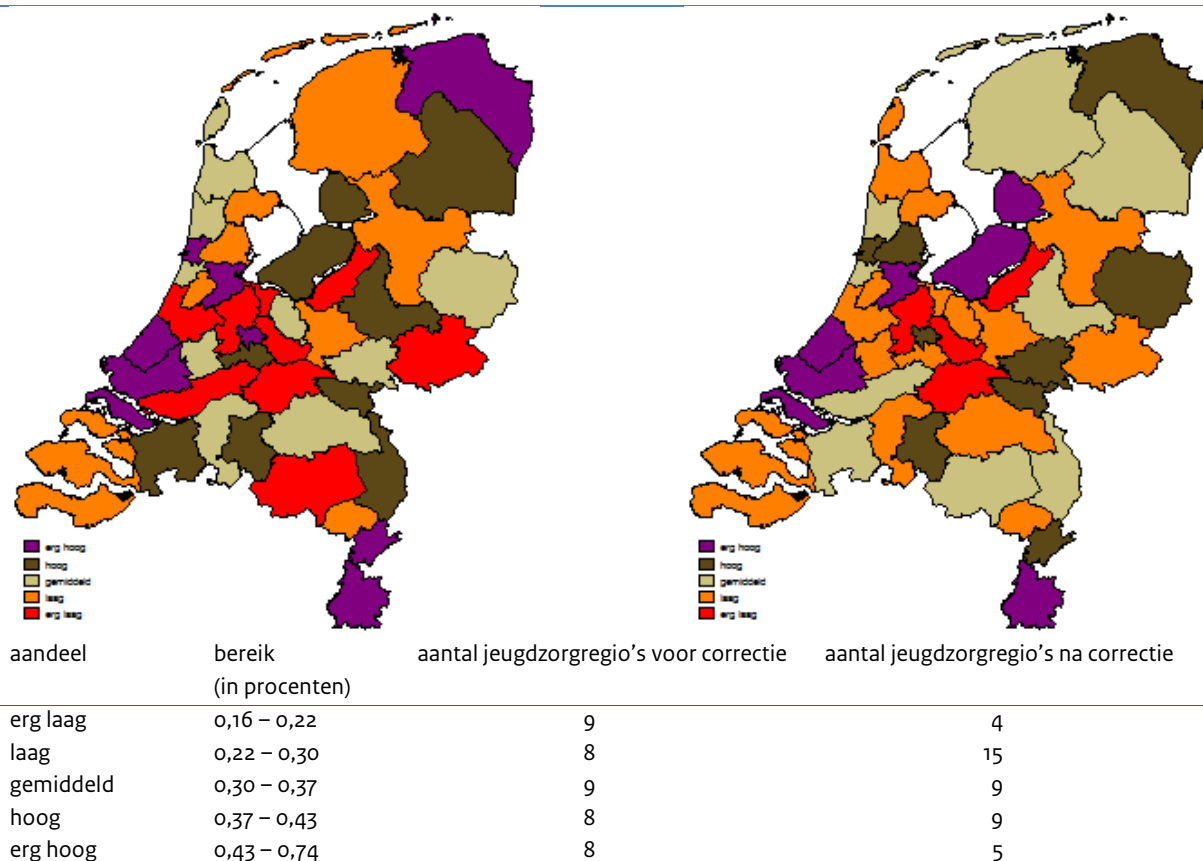 erg hoog
hoog
gemiddeld
laag
erg laag
erg hoog
hoog
gemiddeld
laag
erg laag
aandeel bereik aantal jeugdzorgregio's voor correctie aantal jeugdzorgregio's na correctie
(in procenten)
erg laag 0,16 – 0,22 9 4
laag 0,22 – 0,30 8 15
gemiddeld 0,30 – 0,37 9 9
hoog 0,37 – 0,43 8 9
erg hoog 0,43 – 0,74 8 5